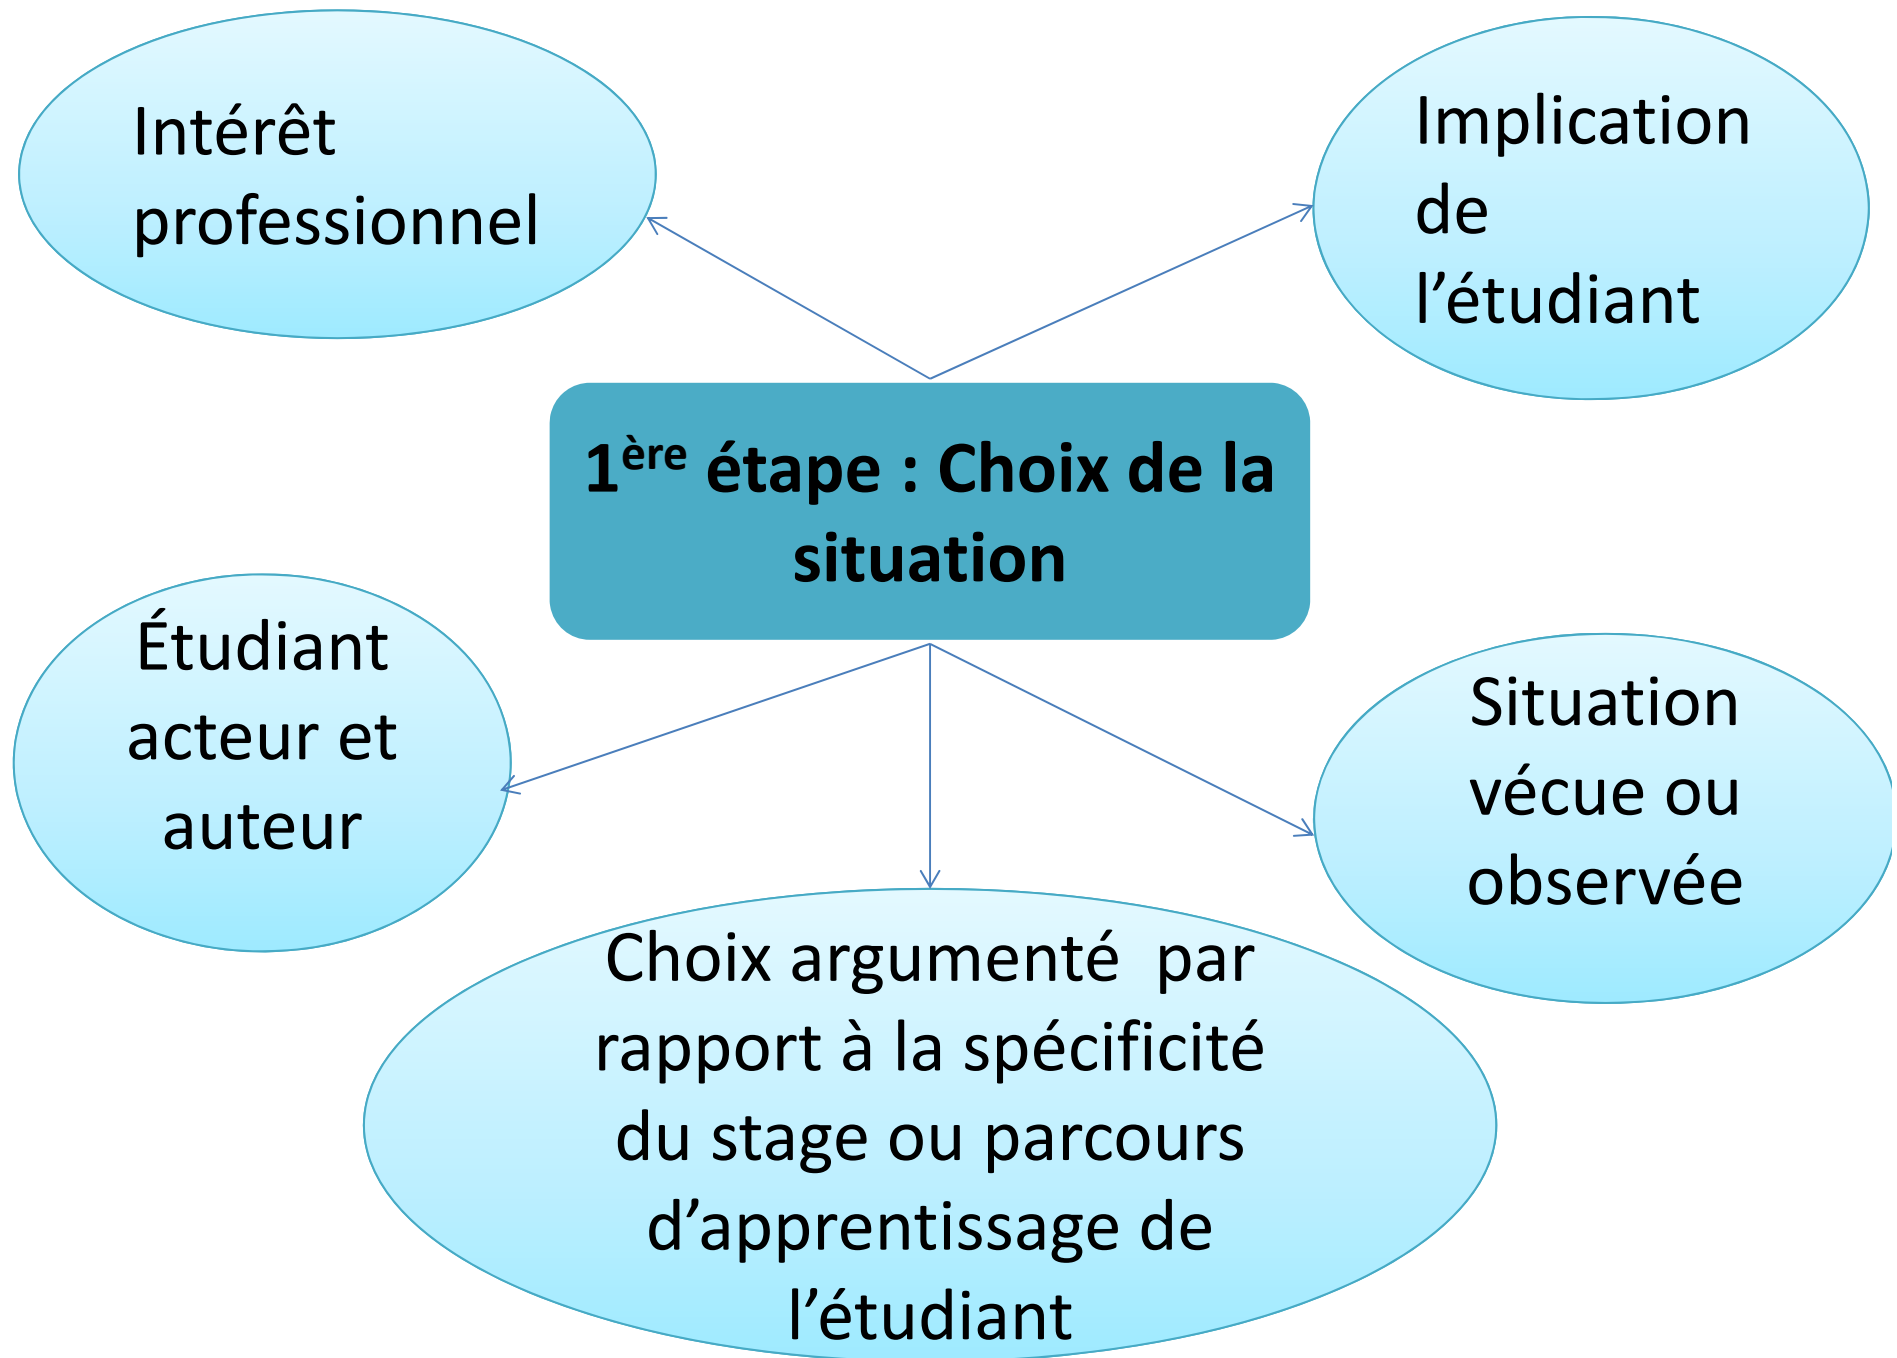 Intérêt
professionnel
Implication
de
l’étudiant
1ère étape : Choix de la
situation
Étudiant
acteur et
auteur
Situation
vécue ou
observée
Choix argumenté  par
rapport à la spécificité
du stage ou parcours
d’apprentissage de
l’étudiant